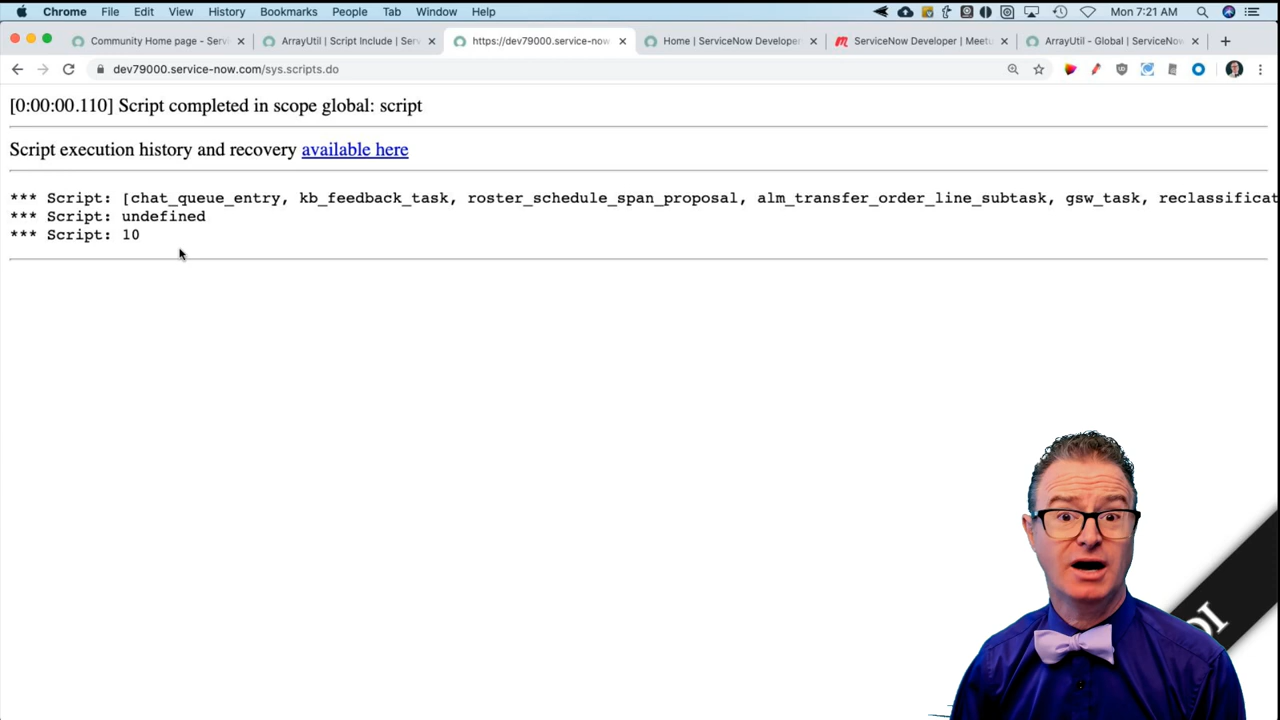 Chrome File Edit View History Bookmarks People Tab Window Help Mon 7:21 AM
Community Home page - Servi ArrayUtil | Script Include | Serv https://dev79000.service-now Home | ServiceNow Developer ServiceNow Developer | Meetu ArrayUtil - Global | ServiceNow
dev79000.service-now.com/sys.scripts.do
[0:00:00.110] Script completed in scope global: script
Script execution history and recovery available here
*** Script: [chat_queue_entry, kb_feedback_task, roster_schedule_span_proposal, alm_transfer_order_line_subtask, gsw_task, reclassificat
*** Script: undefined
*** Script: 10